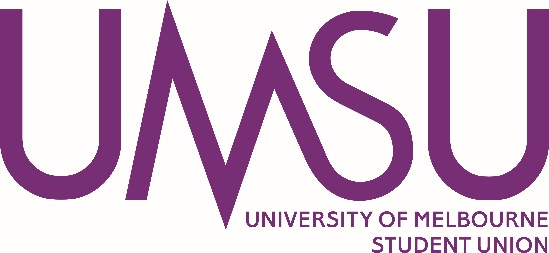 UMSU
UNIVERSITY OF MELBOURNE
STUDENT UNION